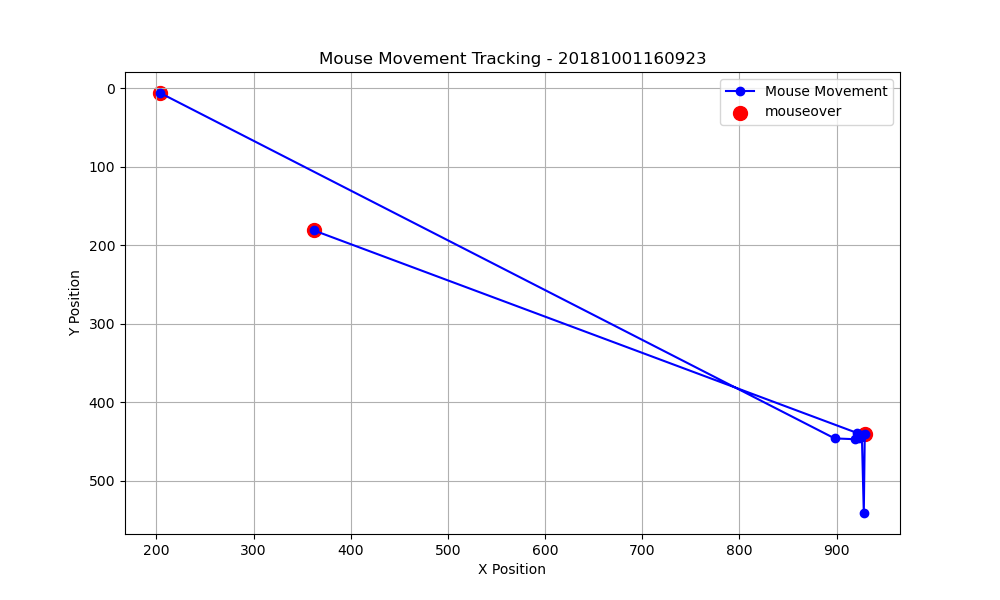 Mouse Movement Tracking - 20181001160923
Mouse Movement
mouseover
0
100
200
300
400
500
Y Position
200 300 400 500 600 700 800 900
X Position